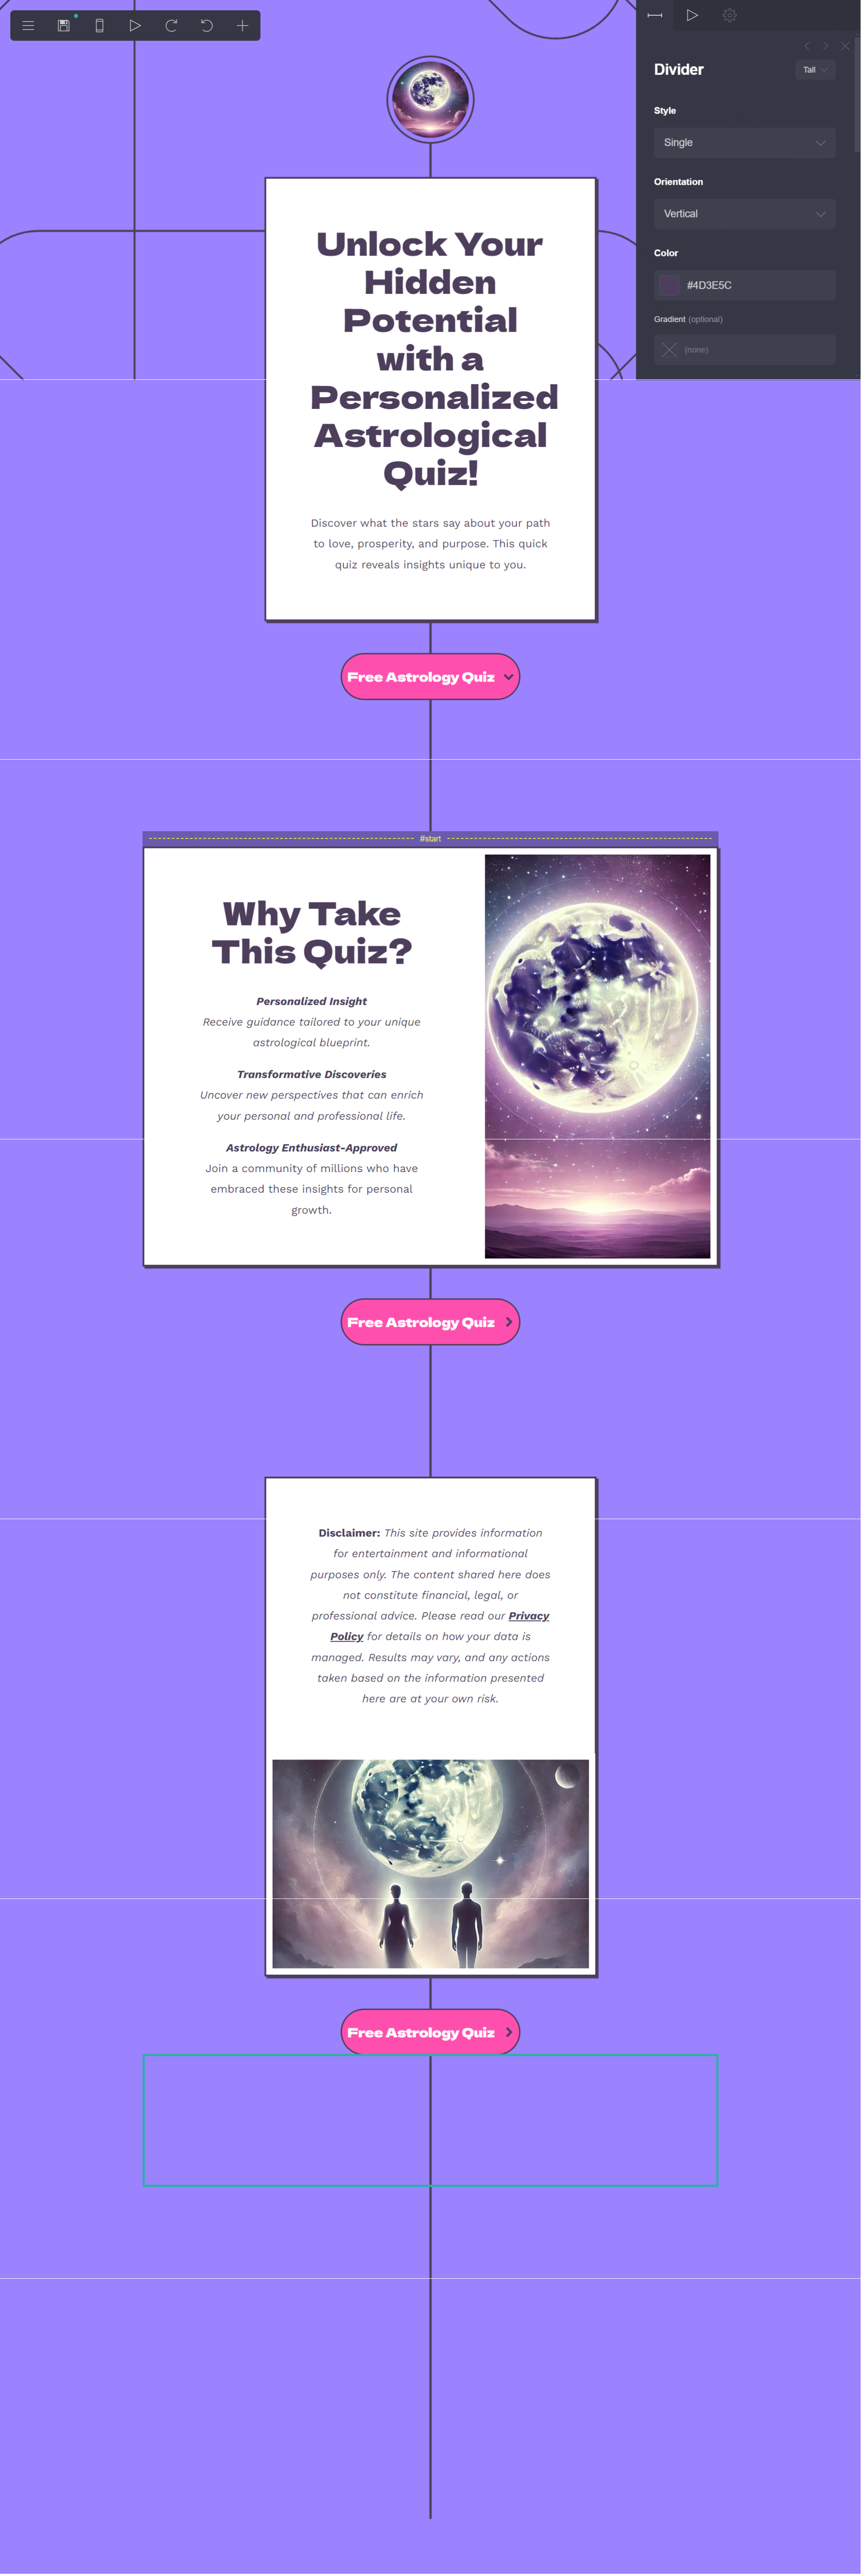 Divider
Tall
Style
Single
Orientation
Vertical
Color
#4D3E5C
Gradient (optional)
(none)
Unlock Your
Hidden
Potential
with a
Personalized
Astrological
Quiz!
Discover what the stars say about your path
to love, prosperity, and purpose. This quick
quiz reveals insights unique to you.
Free Astrology Quiz
#start
Why Take
This Quiz?
Personalized Insight
Receive guidance tailored to your unique
astrological blueprint.
Transformative Discoveries
Uncover new perspectives that can enrich
your personal and professional life.
Astrology Enthusiast-Approved
Join a community of millions who have
embraced these insights for personal
growth.
Free Astrology Quiz
Disclaimer: This site provides information
for entertainment and informational
purposes only. The content shared here does
not constitute financial, legal, or
professional advice. Please read our Privacy
Policy for details on how your data is
managed. Results may vary, and any actions
taken based on the information presented
here are at your own risk.
Free Astrology Quiz